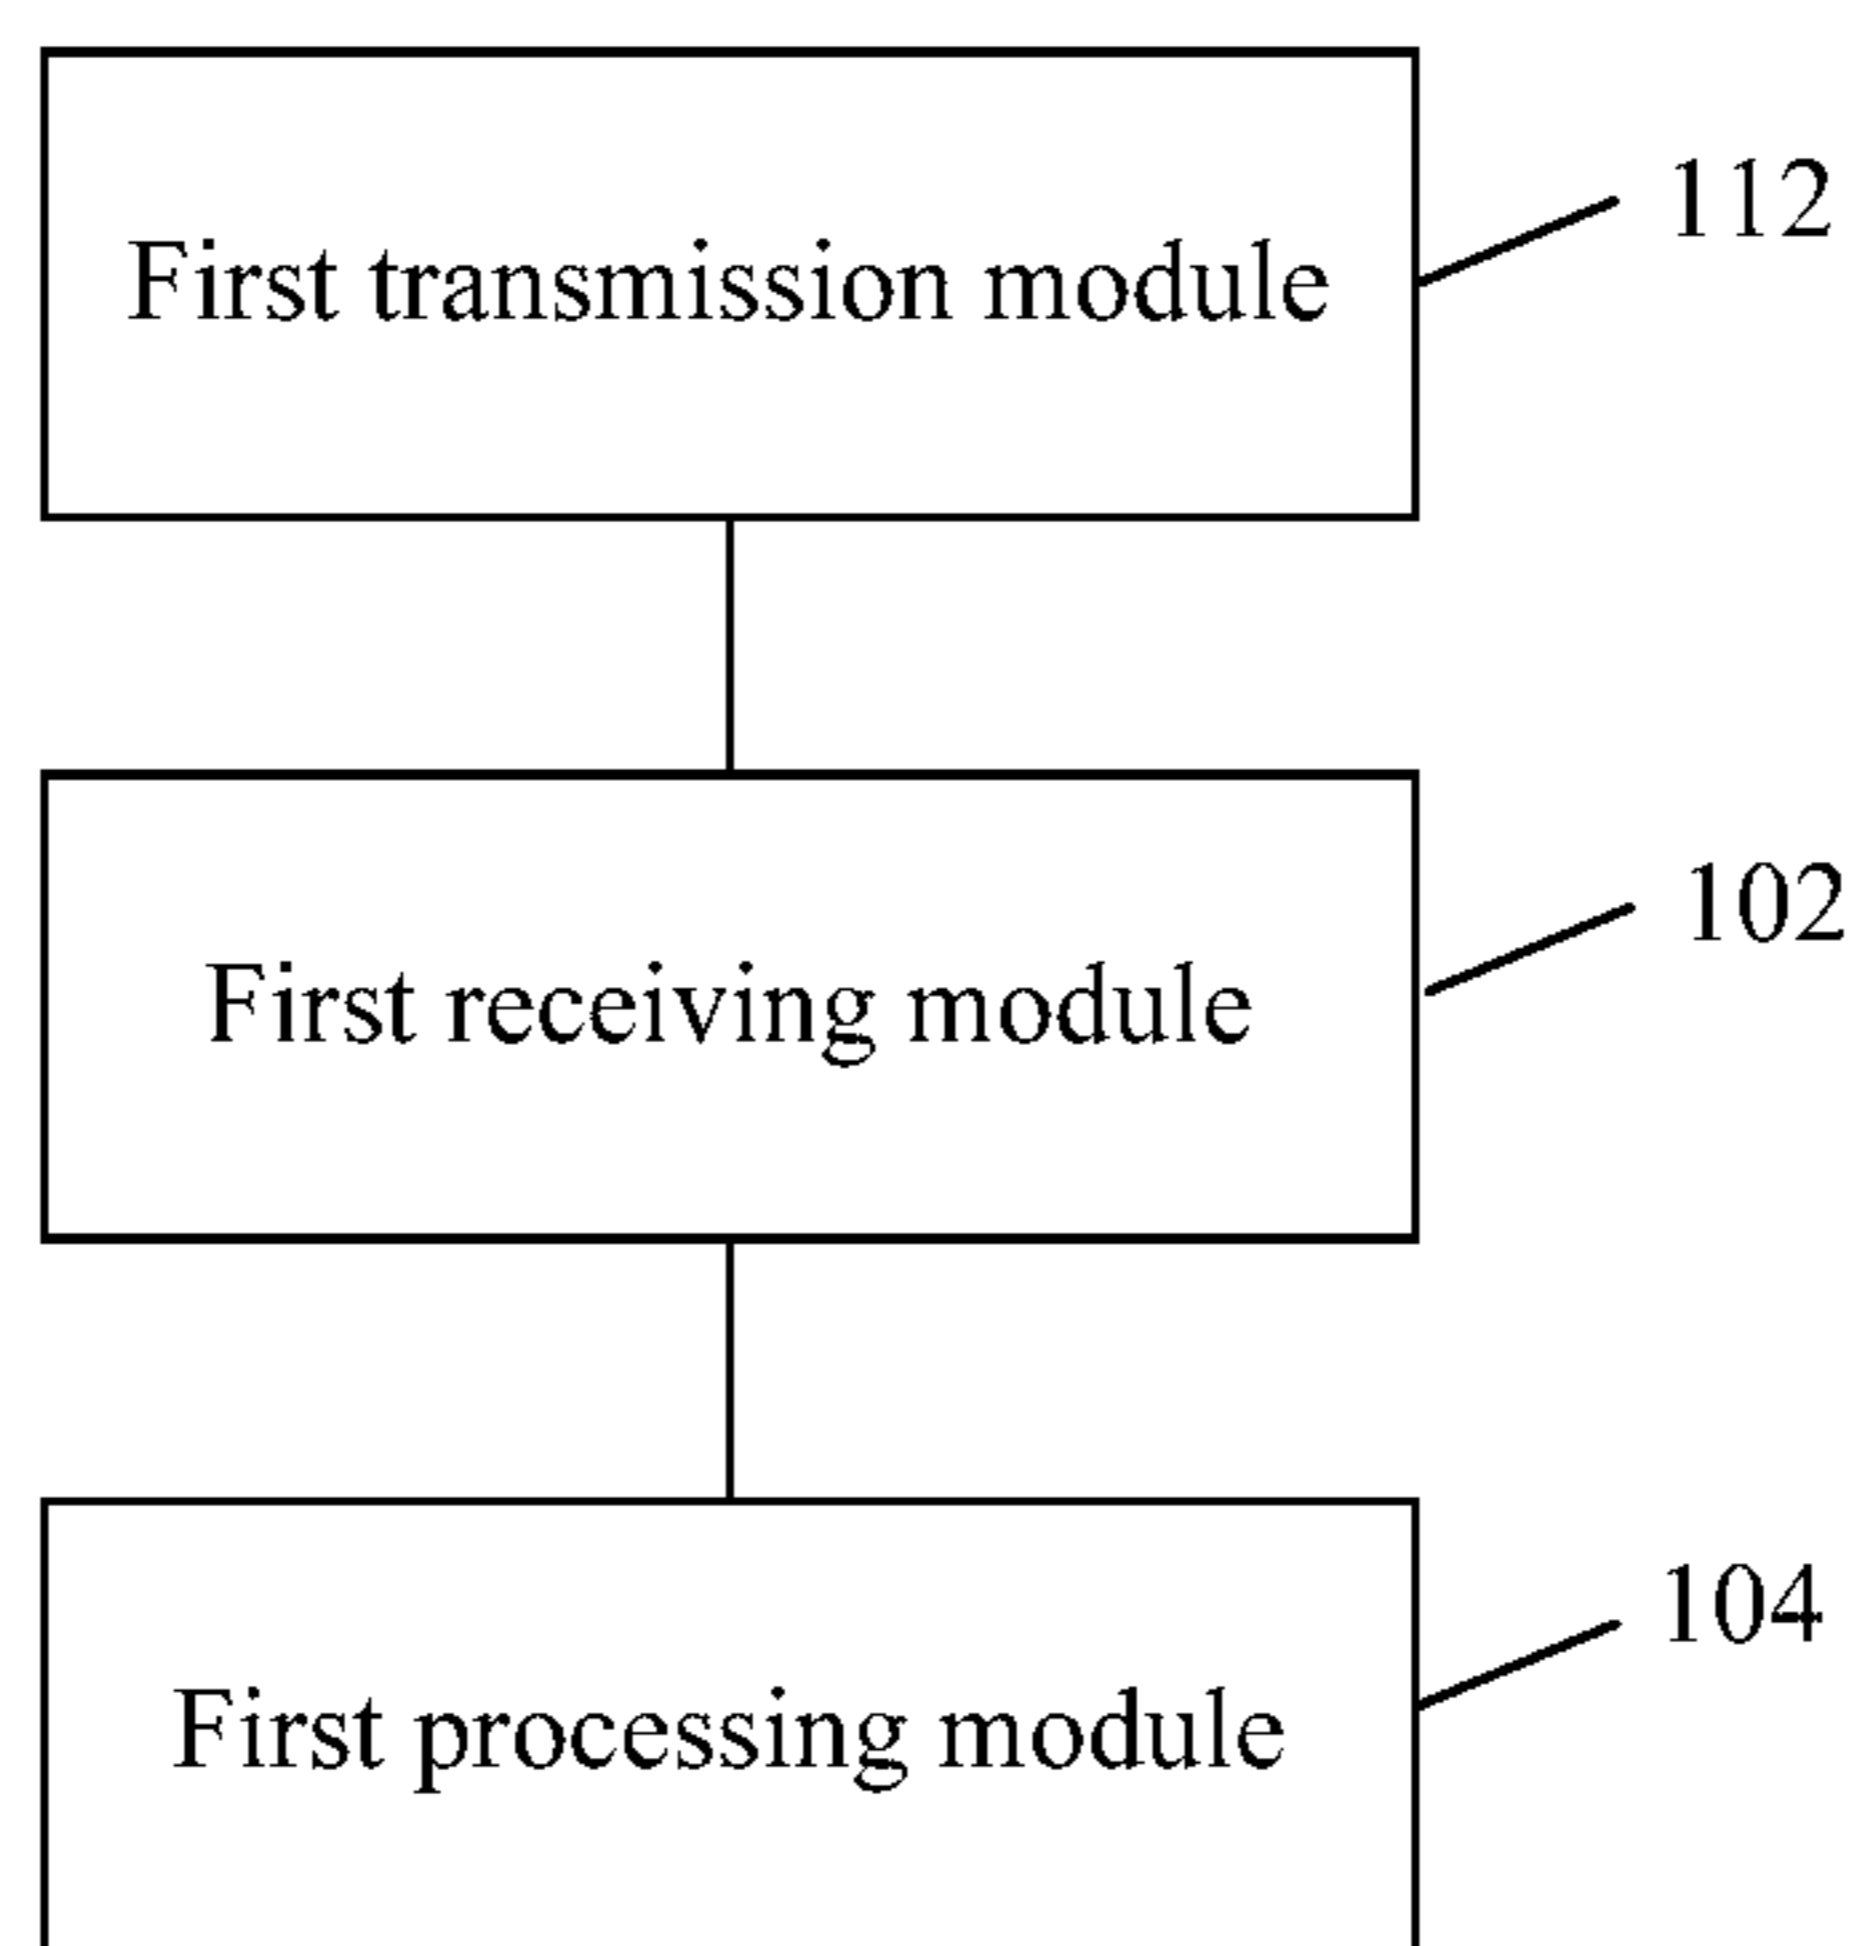 First transmission module
112
First receiving module
102
First processing module
104